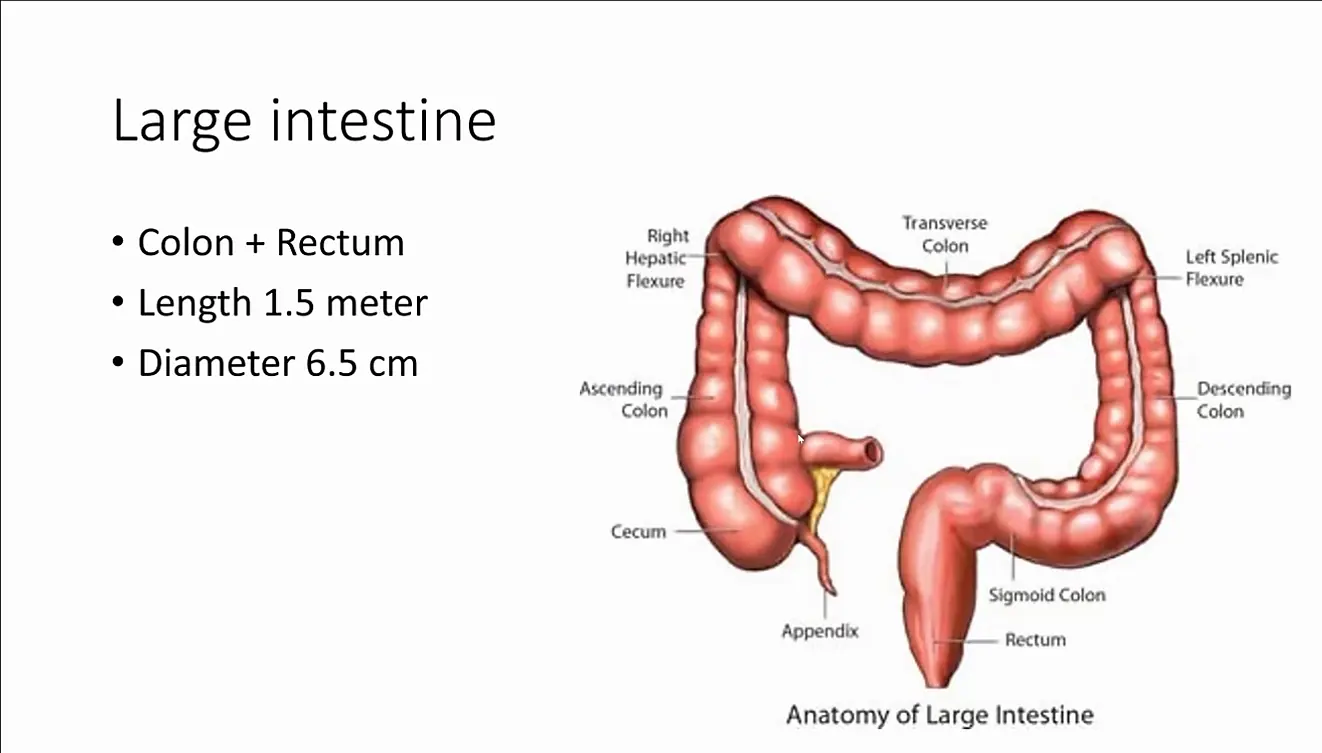 Large intestine
• Colon + Rectum
• Length 1.5 meter
• Diameter 6.5 cm
Right
Hepatic
Flexure
Transverse
Colon
Left Splenic
Flexure
Ascending
Colon
Descending
Colon
Cecum
Appendix
Sigmoid Colon
Rectum
Anatomy of Large Intestine